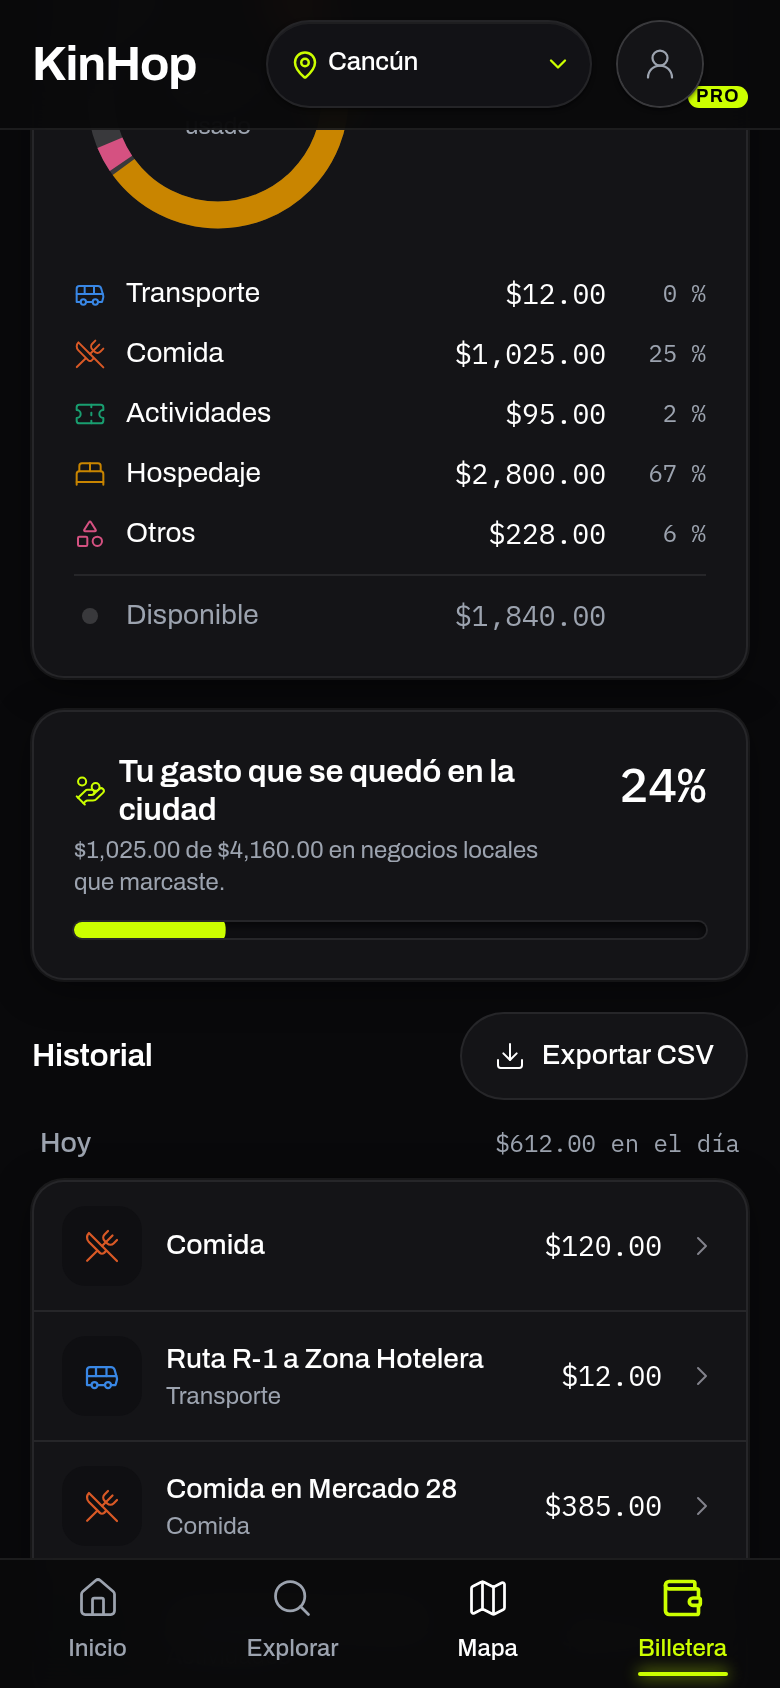 KinHop
Cancún
PRO
usado
Transporte $12.00 0 %
Comida $1,025.00 25 %
Actividades $95.00 2 %
Hospedaje $2,800.00 67 %
Otros $228.00 6 %
Disponible $1,840.00
Tu gasto que se quedó en la
ciudad
24%
$1,025.00 de $4,160.00 en negocios locales
que marcaste.
Historial
Exportar CSV
Hoy $612.00 en el día
Comida $120.00
Ruta R-1 a Zona Hotelera
Transporte
$12.00
Comida en Mercado 28
Comida
$385.00
Inicio Explorar Mapa Billetera